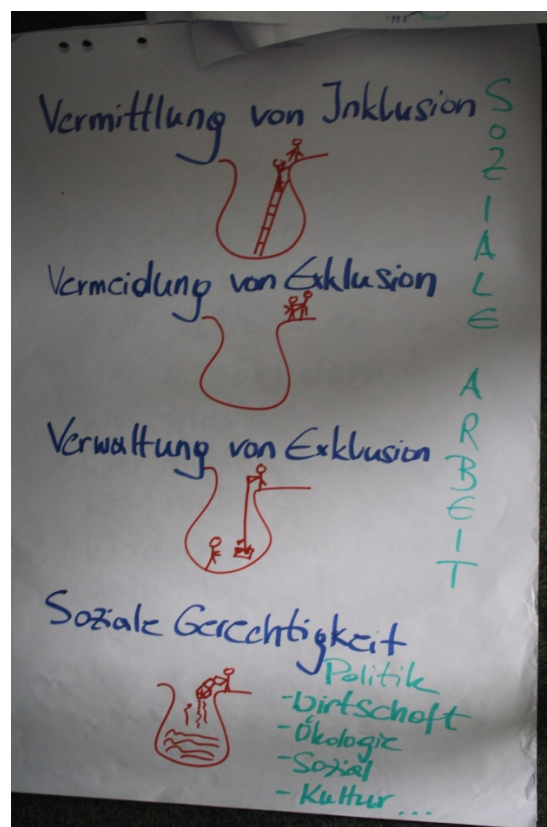 Vermittlung von Inklusion
Vermeidung von Exklusion
Verwaltung von Exklusion
Soziale Gerechtigkeit
Politik
- Wirtschaft
- Ökologie
- Sozial
- Kultur...
SOZIALE ARBEIT